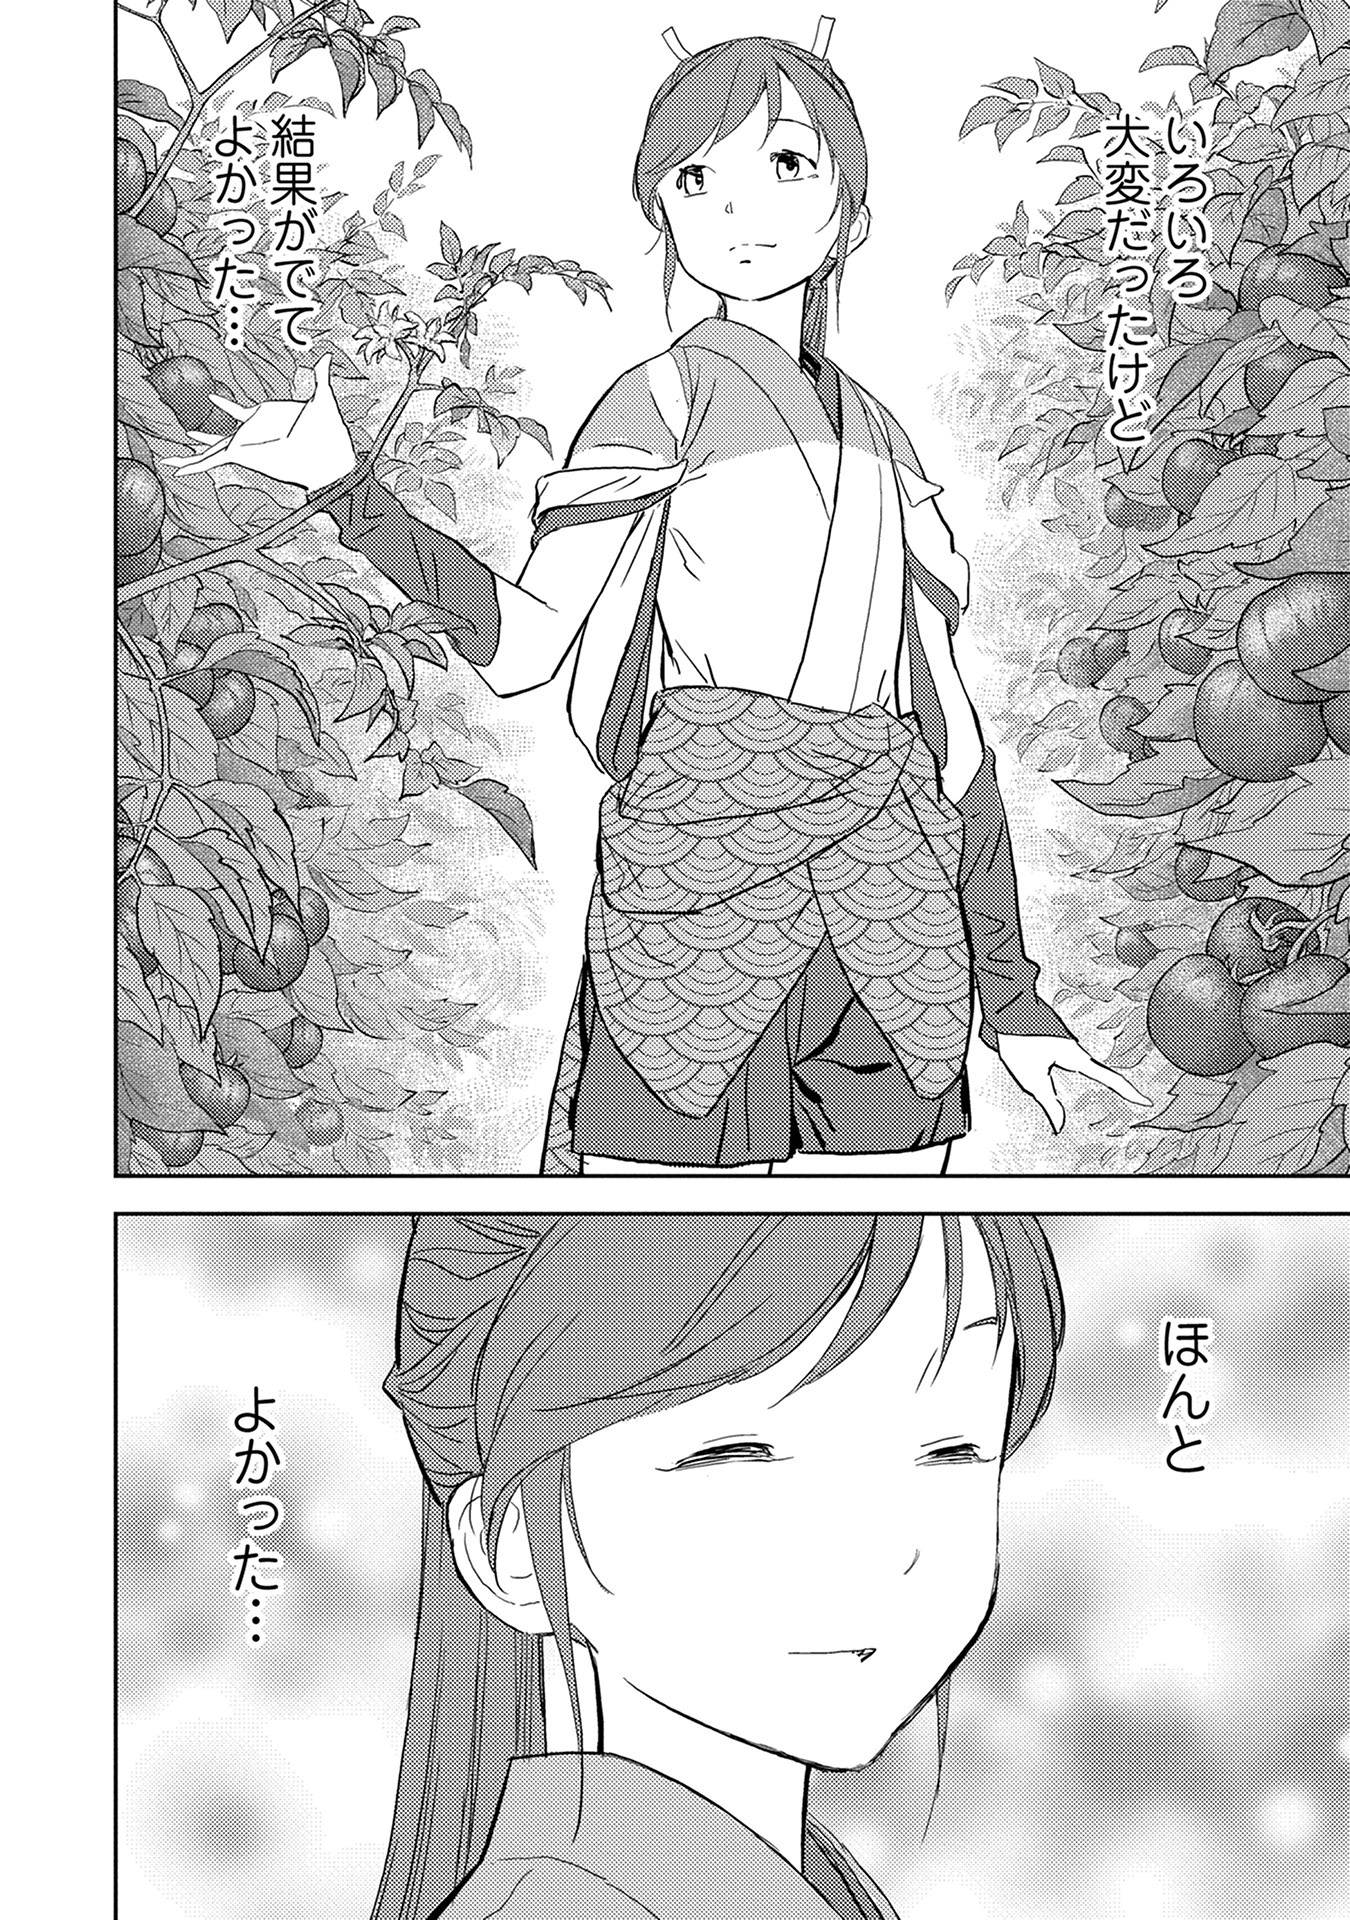 いろいろ
大変だったけど
結果がでて
よかった…
ほんと
よかった…